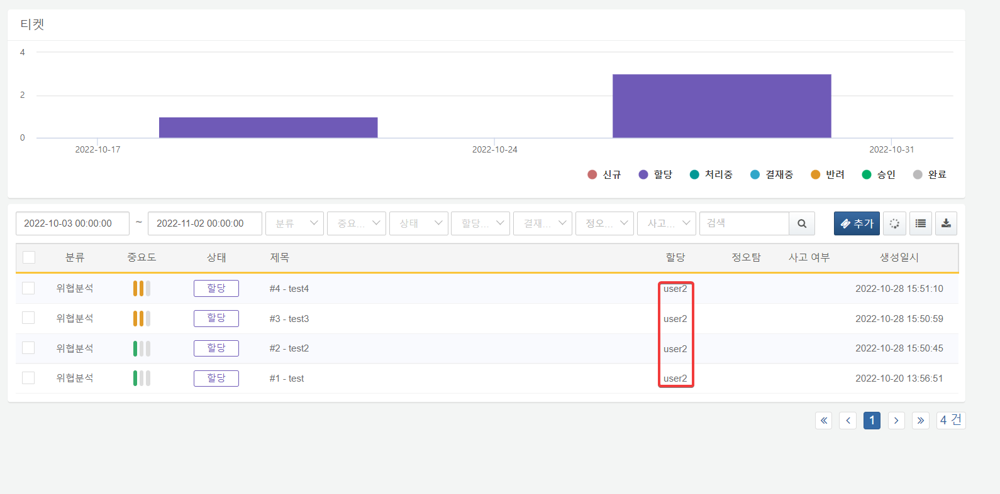 티켓
4
2
0
2022-10-17 2022-10-24 2022-10-31
신규 할당 처리중 결재중 반려 승인 완료
2022-10-03 00:00:00 ~ 2022-11-02 00:00:00 분류 중요... 상태 할당... 결재... 정오... 사고... 검색 추가
분류 중요도 상태 제목 할당 정오탐 사고 여부 생성일시
위협분석 할당 #4 - test4 user2 2022-10-28 15:51:10
위협분석 할당 #3 - test3 user2 2022-10-28 15:50:59
위협분석 할당 #2 - test2 user2 2022-10-28 15:50:45
위협분석 할당 #1 - test user2 2022-10-20 13:56:51
« ‹ 1 › » 4 건